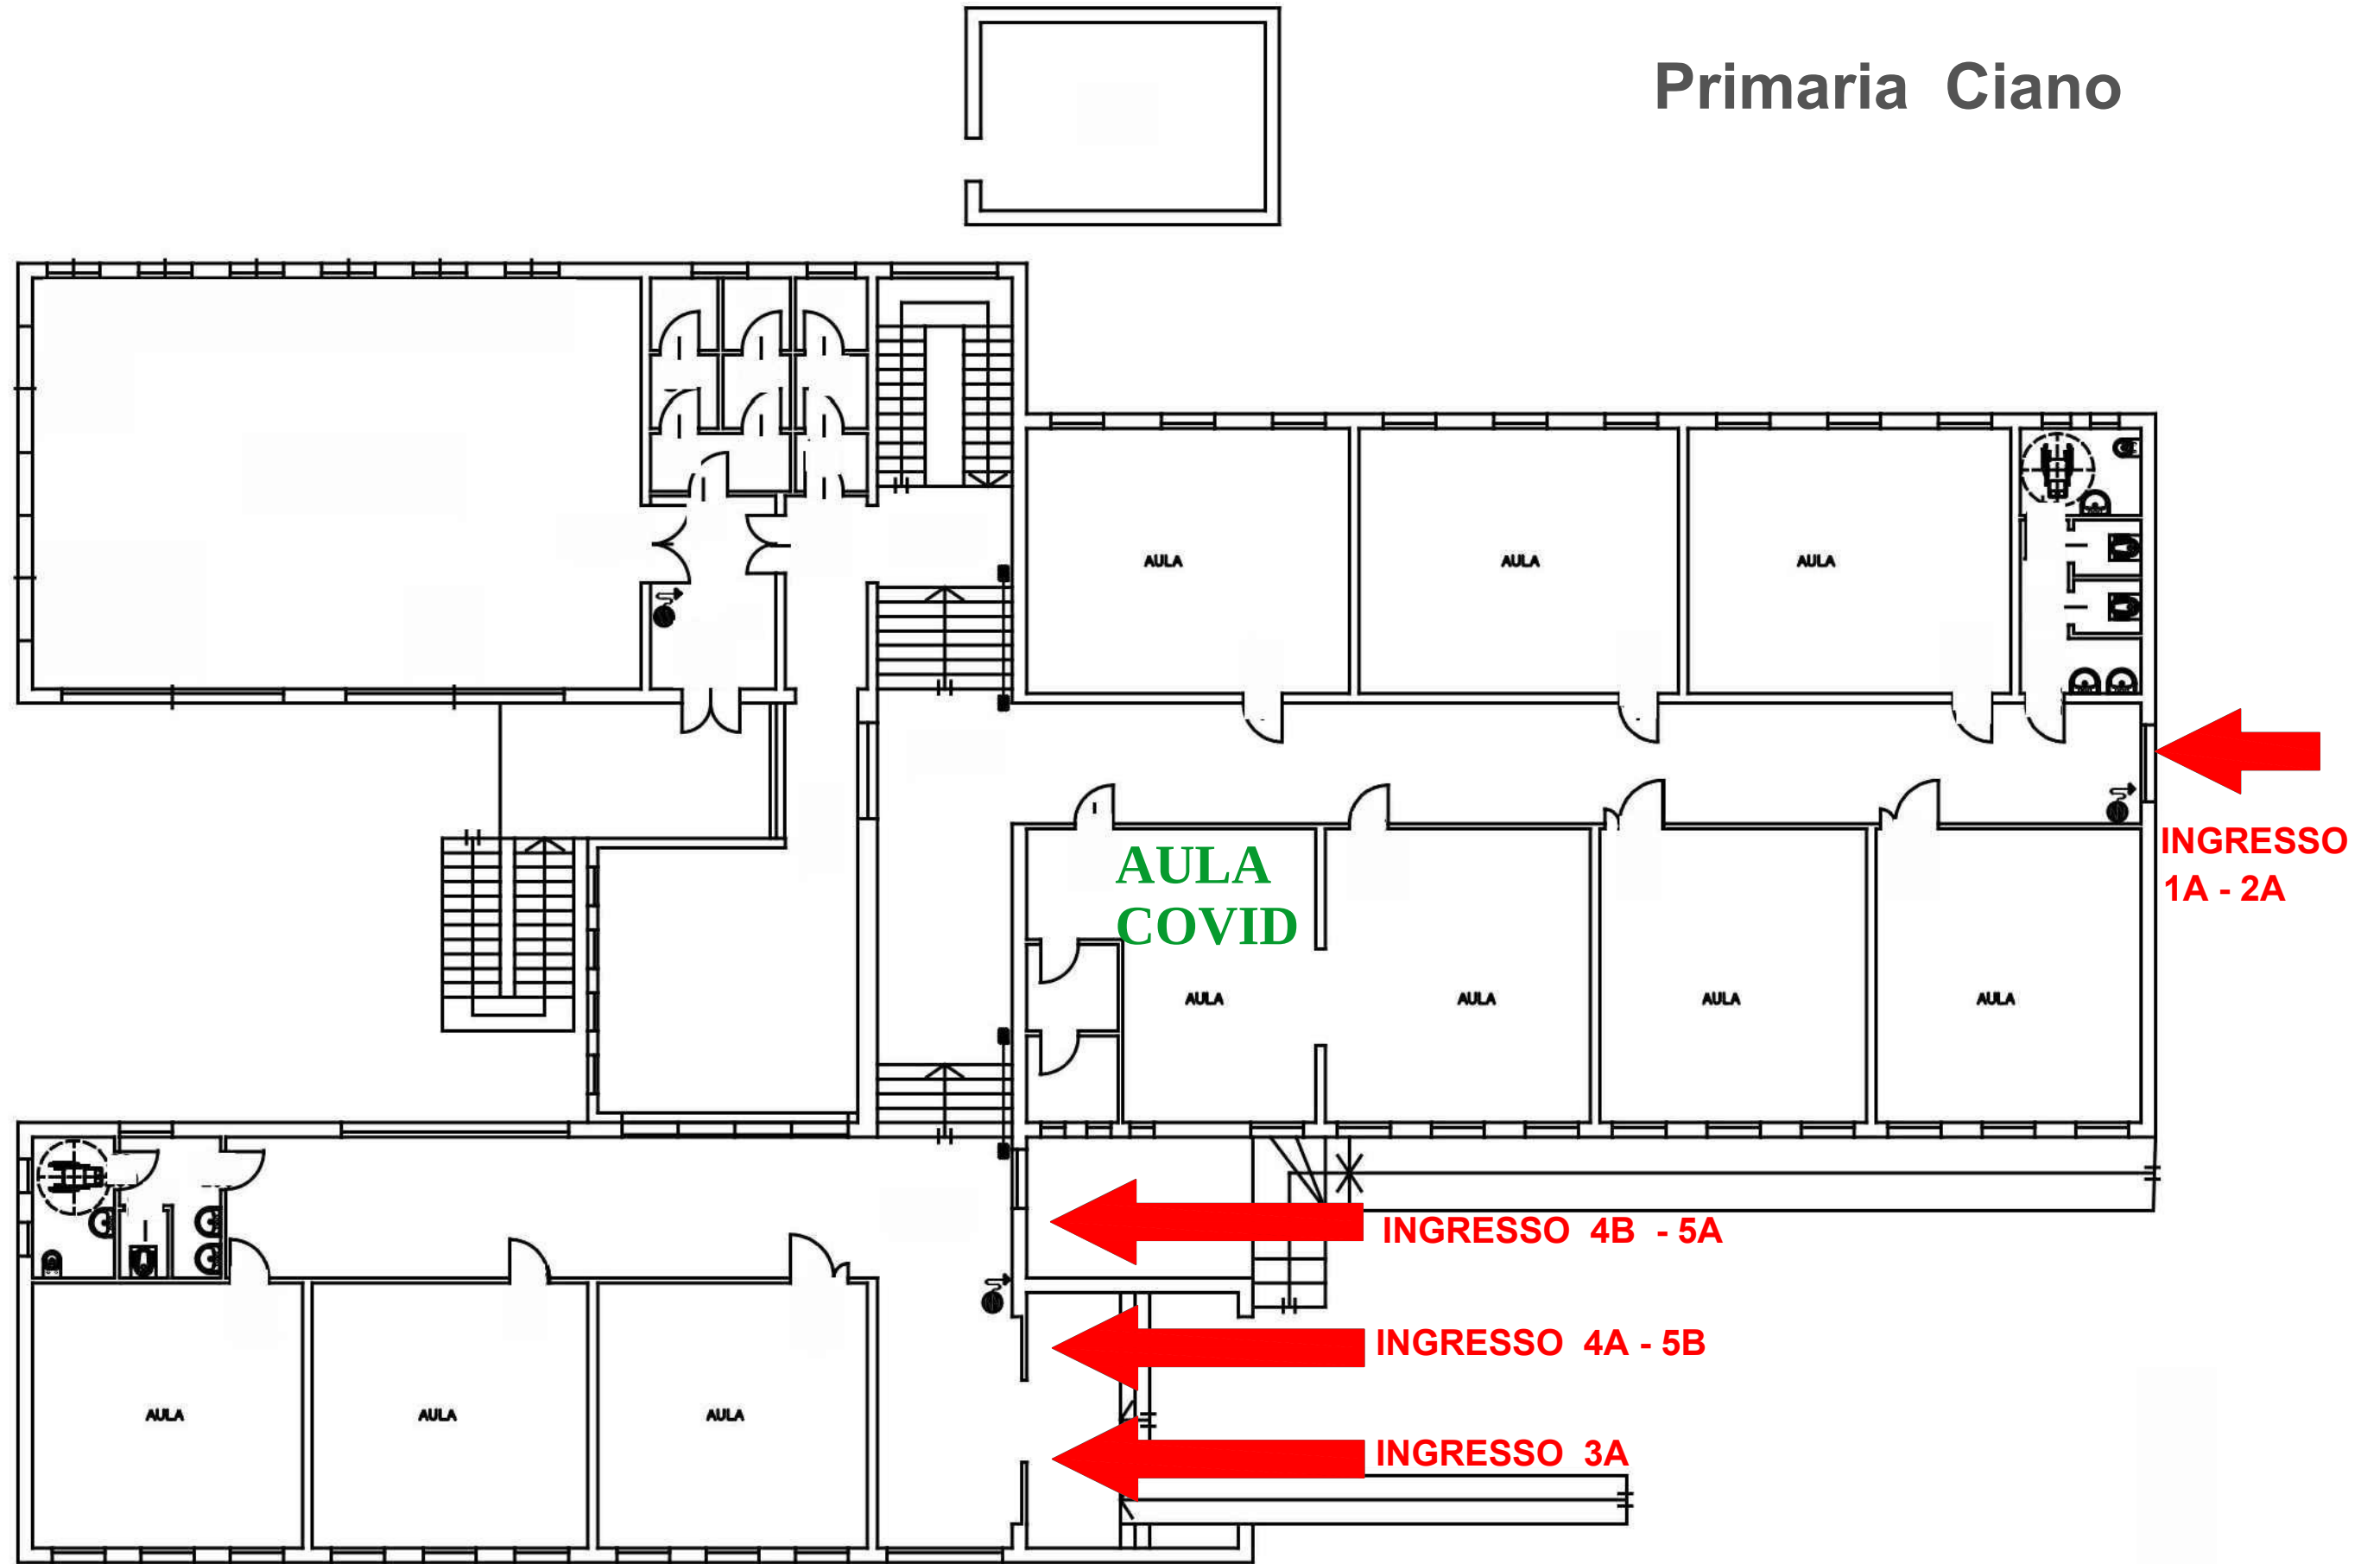 Primaria Ciano
AULA
AULA
AULA
INGRESSO
1A - 2A
AULA
COVID
AULA
AULA
AULA
AULA
INGRESSO 4B - 5A
INGRESSO 4A - 5B
AULA
AULA
AULA
INGRESSO 3A